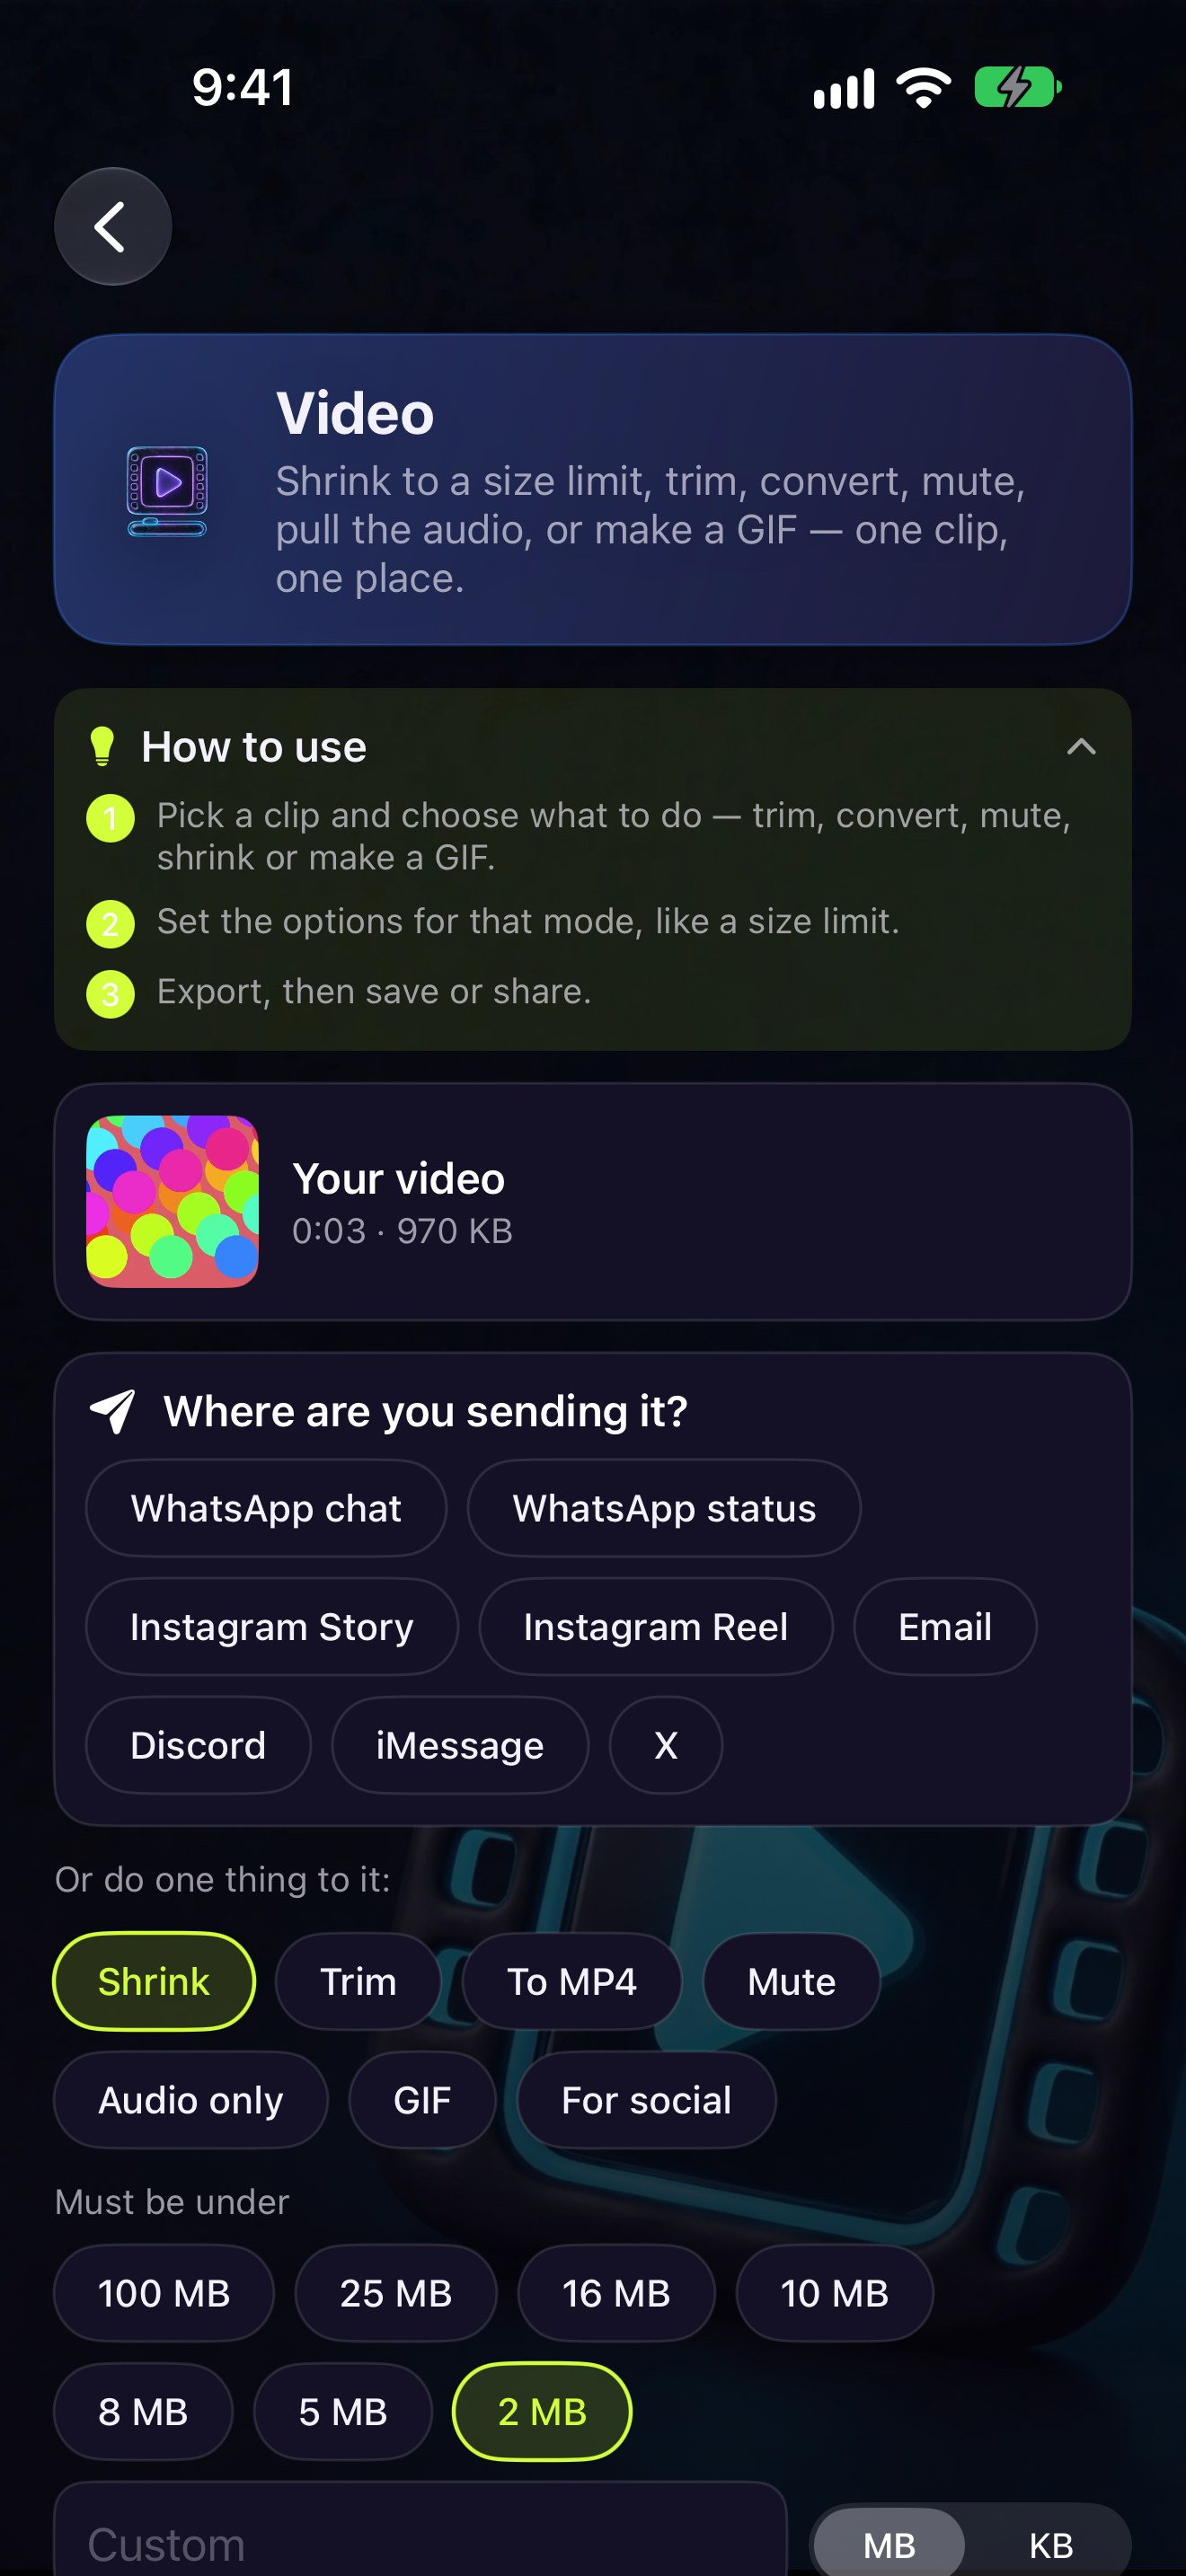 9:41
Video
Shrink to a size limit, trim, convert, mute,
pull the audio, or make a GIF — one clip,
one place.
How to use
1 Pick a clip and choose what to do — trim, convert, mute,
shrink or make a GIF.
2 Set the options for that mode, like a size limit.
3 Export, then save or share.
Your video
0:03 · 970 KB
Where are you sending it?
WhatsApp chat WhatsApp status
Instagram Story Instagram Reel Email
Discord iMessage X
Or do one thing to it:
Shrink Trim To MP4 Mute
Audio only GIF For social
Must be under
100 MB 25 MB 16 MB 10 MB
8 MB 5 MB 2 MB
Custom MB KB